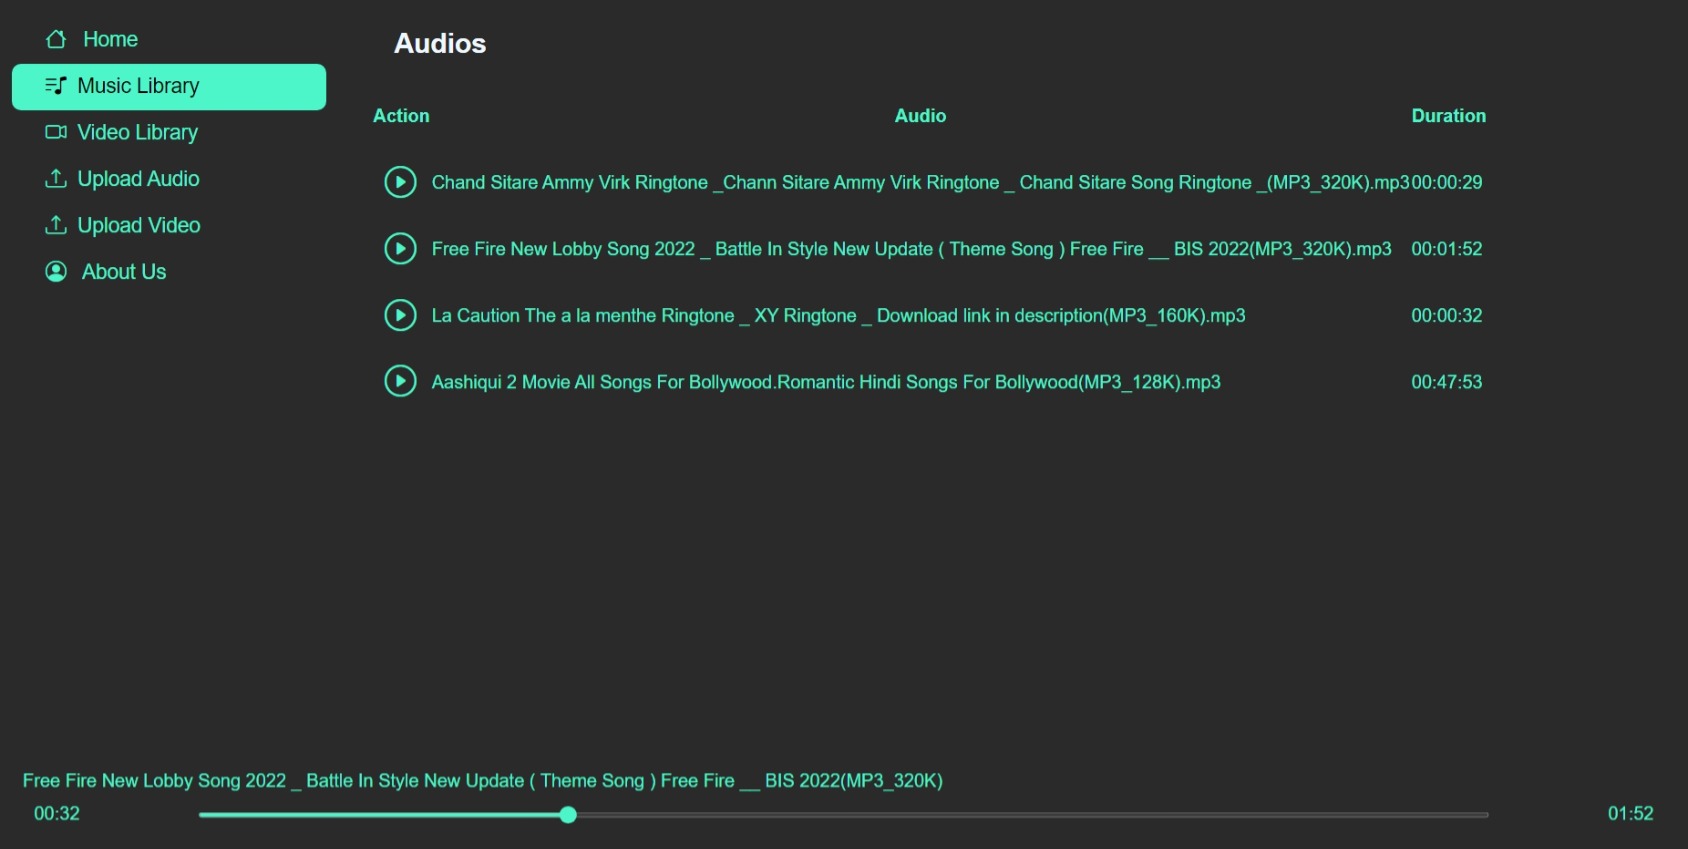 Home
Music Library
Video Library
Upload Audio
Upload Video
About Us
Audios
Action Audio Duration
Chand Sitare Ammy Virk Ringtone _Chann Sitare Ammy Virk Ringtone _ Chand Sitare Song Ringtone _(MP3_320K).mp3 00:00:29
Free Fire New Lobby Song 2022 _ Battle In Style New Update ( Theme Song ) Free Fire __ BIS 2022(MP3_320K).mp3 00:01:52
La Caution The a la menthe Ringtone _ XY Ringtone _ Download link in description(MP3_160K).mp3 00:00:32
Aashiqui 2 Movie All Songs For Bollywood.Romantic Hindi Songs For Bollywood(MP3_128K).mp3 00:47:53
Free Fire New Lobby Song 2022 _ Battle In Style New Update ( Theme Song ) Free Fire __ BIS 2022(MP3_320K)
00:32 01:52